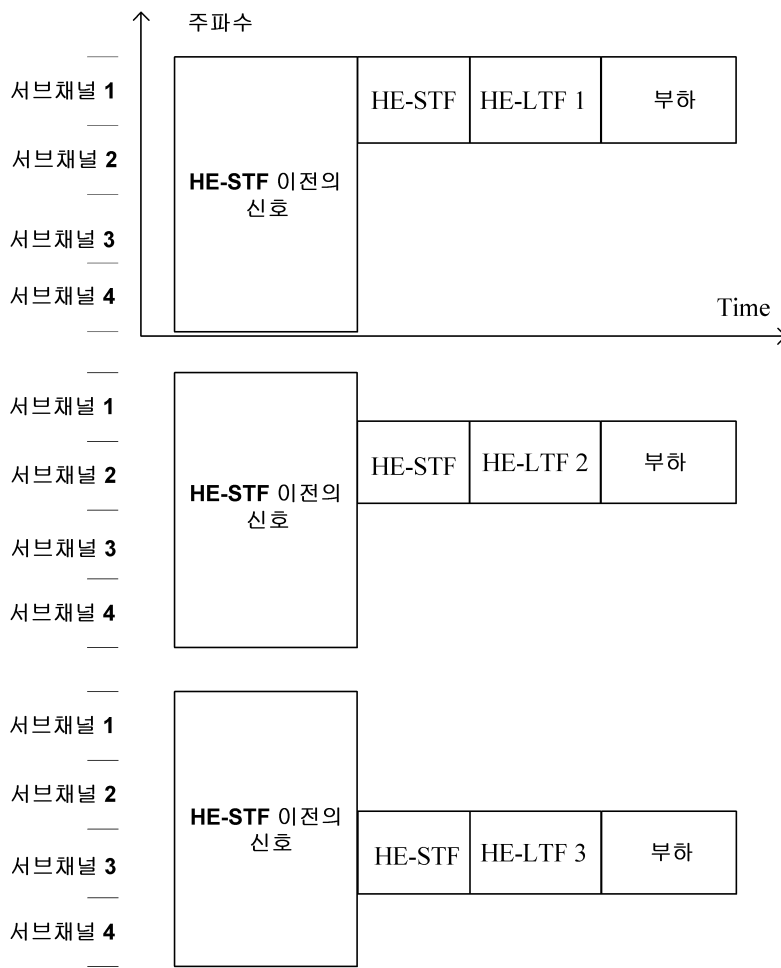 주파수
서브채널 1
HE-STF
HE-LTF 1
부하
서브채널 2
HE-STF 이전의
신호
서브채널 3
서브채널 4
Time
서브채널 1
서브채널 2
HE-STF
HE-LTF 2
부하
HE-STF 이전의
신호
서브채널 3
서브채널 4
서브채널 1
서브채널 2
HE-STF 이전의
신호
서브채널 3
HE-STF
HE-LTF 3
부하
서브채널 4